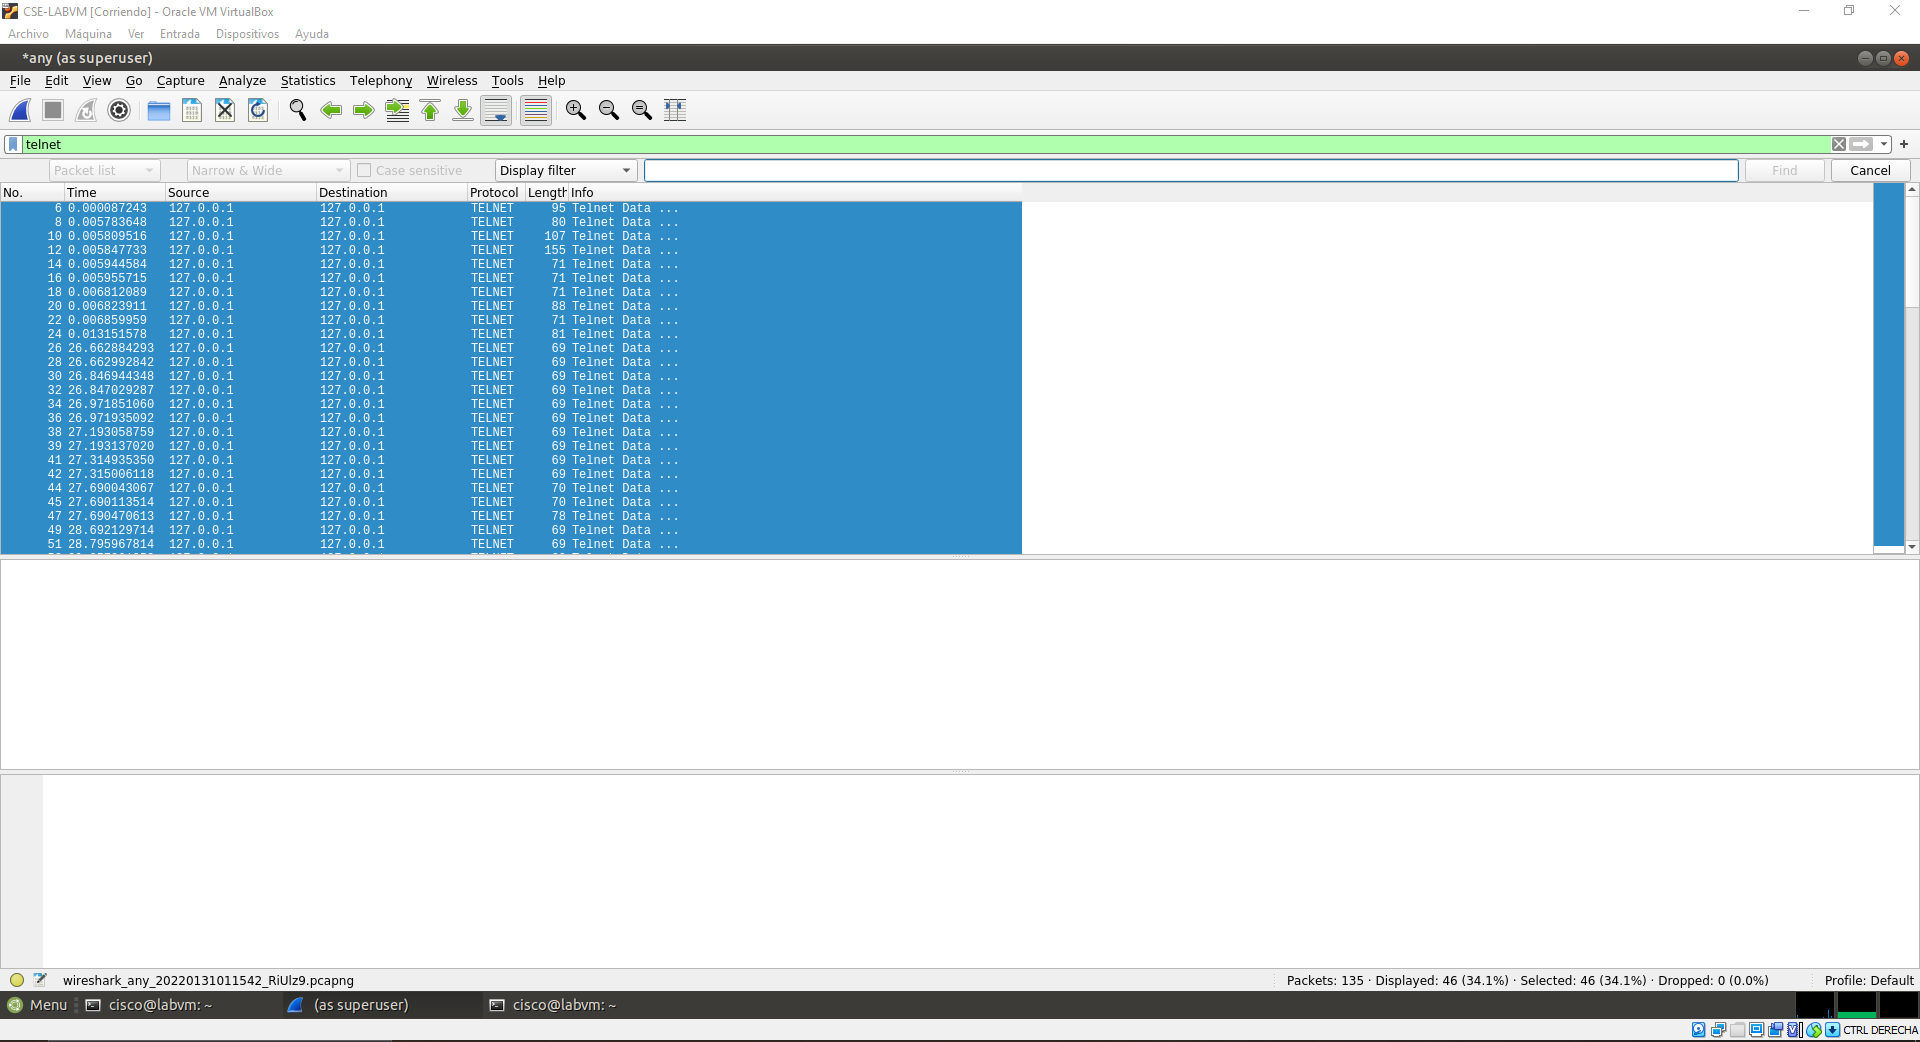 CSE-LABVM [Corriendo] - Oracle VM VirtualBox
Archivo Máquina Ver Entrada Dispositivos Ayuda
*any (as superuser)
File Edit View Go Capture Analyze Statistics Telephony Wireless Tools Help
telnet
Packet list Narrow & Wide Case sensitive Display filter Find Cancel
No. Time Source Destination Protocol Length Info
6 0.000087243 127.0.0.1 127.0.0.1 TELNET 95 Telnet Data ...
8 0.005783648 127.0.0.1 127.0.0.1 TELNET 80 Telnet Data ...
10 0.005809516 127.0.0.1 127.0.0.1 TELNET 107 Telnet Data ...
12 0.005847733 127.0.0.1 127.0.0.1 TELNET 155 Telnet Data ...
14 0.005944584 127.0.0.1 127.0.0.1 TELNET 71 Telnet Data ...
16 0.005955715 127.0.0.1 127.0.0.1 TELNET 71 Telnet Data ...
18 0.006812089 127.0.0.1 127.0.0.1 TELNET 71 Telnet Data ...
20 0.006823911 127.0.0.1 127.0.0.1 TELNET 88 Telnet Data ...
22 0.006859959 127.0.0.1 127.0.0.1 TELNET 71 Telnet Data ...
24 0.013151578 127.0.0.1 127.0.0.1 TELNET 81 Telnet Data ...
26 26.662884293 127.0.0.1 127.0.0.1 TELNET 69 Telnet Data ...
28 26.662992842 127.0.0.1 127.0.0.1 TELNET 69 Telnet Data ...
30 26.846944348 127.0.0.1 127.0.0.1 TELNET 69 Telnet Data ...
32 26.847029287 127.0.0.1 127.0.0.1 TELNET 69 Telnet Data ...
34 26.971851060 127.0.0.1 127.0.0.1 TELNET 69 Telnet Data ...
36 26.971935092 127.0.0.1 127.0.0.1 TELNET 69 Telnet Data ...
38 27.193058759 127.0.0.1 127.0.0.1 TELNET 69 Telnet Data ...
39 27.193137020 127.0.0.1 127.0.0.1 TELNET 69 Telnet Data ...
41 27.314935350 127.0.0.1 127.0.0.1 TELNET 69 Telnet Data ...
42 27.315006118 127.0.0.1 127.0.0.1 TELNET 69 Telnet Data ...
44 27.690043067 127.0.0.1 127.0.0.1 TELNET 70 Telnet Data ...
45 27.690113514 127.0.0.1 127.0.0.1 TELNET 70 Telnet Data ...
47 27.690470613 127.0.0.1 127.0.0.1 TELNET 78 Telnet Data ...
49 28.692129714 127.0.0.1 127.0.0.1 TELNET 69 Telnet Data ...
51 28.795967814 127.0.0.1 127.0.0.1 TELNET 69 Telnet Data ...
wireshark_any_20220131011542_RiUlz9.pcapng Packets: 135 · Displayed: 46 (34.1%) · Selected: 46 (34.1%) · Dropped: 0 (0.0%) Profile: Default
Menu cisco@labvm: ~ (as superuser) cisco@labvm: ~
CTRL DERECHA